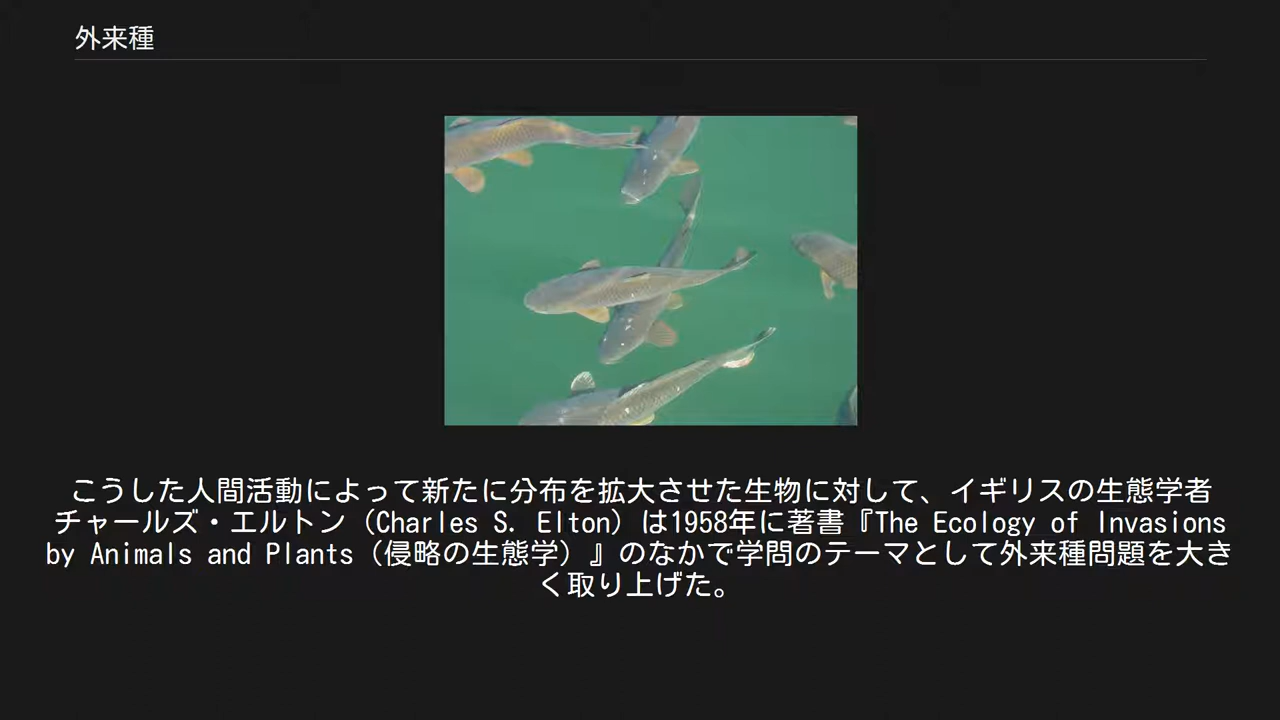 外来種
こうした人間活動によって新たに分布を拡大させた生物に対して、イギリスの生態学者
チャールズ・エルトン（Charles S. Elton）は1958年に著書『The Ecology of Invasions
by Animals and Plants（侵略の生態学）』のなかで学問のテーマとして外来種問題を大き
く取り上げた。